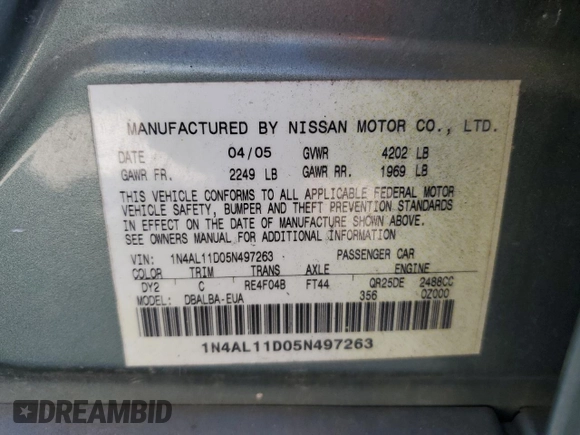 MANUFACTURED BY NISSAN MOTOR CO., LTD.
DATE 04/05 GVWR 4202 LB
GAWR FR. 2249 LB GAWR RR. 1969 LB
THIS VEHICLE CONFORMS TO ALL APPLICABLE FEDERAL MOTOR
VEHICLE SAFETY, BUMPER AND THEFT PREVENTION STANDARDS
IN EFFECT ON THE DATE OF MANUFACTURE SHOWN ABOVE.
SEE OWNERS MANUAL FOR ADDITIONAL INFORMATION
VIN: 1N4AL11D05N497263 PASSENGER CAR
COLOR TRIM TRANS AXLE ENGINE
DY2 C RE4F04B FT44 QR25DE 2488CC
MODEL: DBALBA-EUA 356 0Z000
1N4AL11D05N497263
DREAMBID